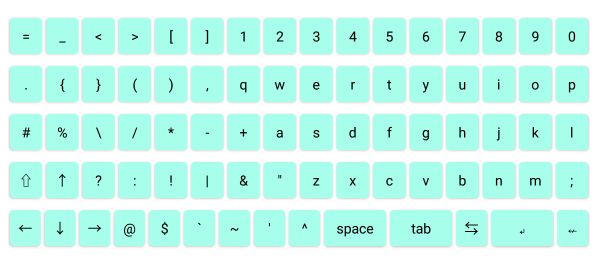 = _ < > [ ] 1 2 3 4 5 6 7 8 9 0
. { } ( ) , q w e r t y u i o p
# % \ / * - + a s d f g h j k l
⇧ ↑ ? : ! | & " z x c v b n m ;
← ↓ → @ $ ` ~ ' ^ space tab ⇆ ↲ ↚